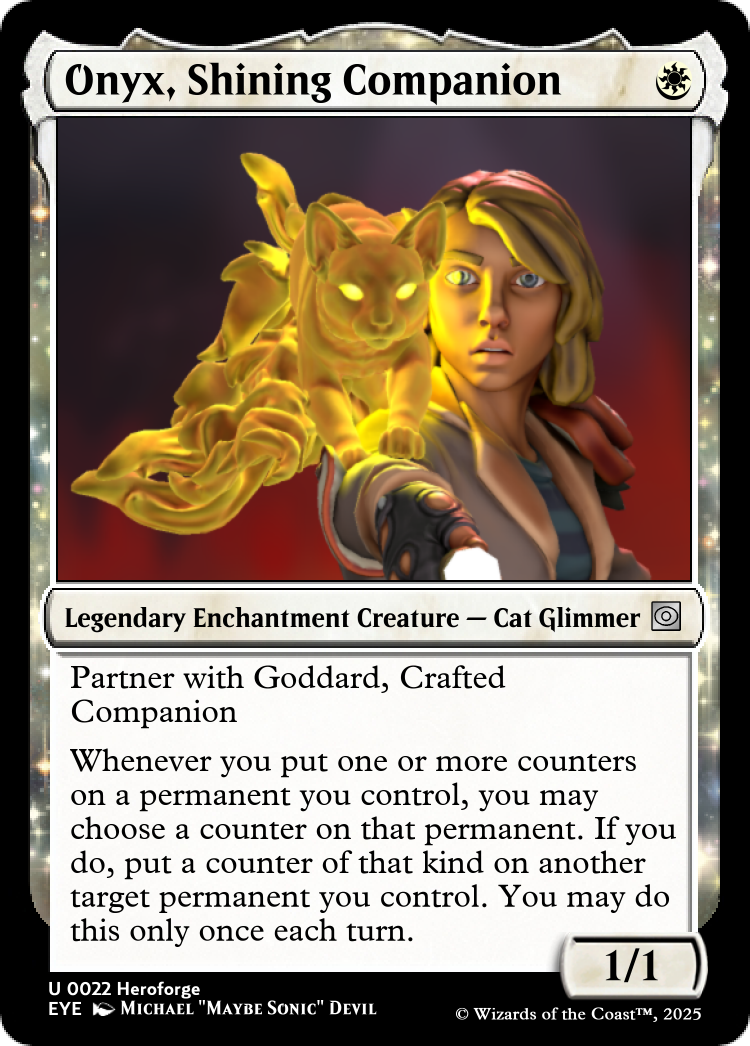 Onyx, Shining Companion
Legendary Enchantment Creature — Cat Glimmer
Partner with Goddard, Crafted
Companion
Whenever you put one or more counters
on a permanent you control, you may
choose a counter on that permanent. If you
do, put a counter of that kind on another
target permanent you control. You may do
this only once each turn.
1/1
U 0022 Heroforge
EYE Michael "Maybe Sonic" Devil
© Wizards of the Coast™, 2025